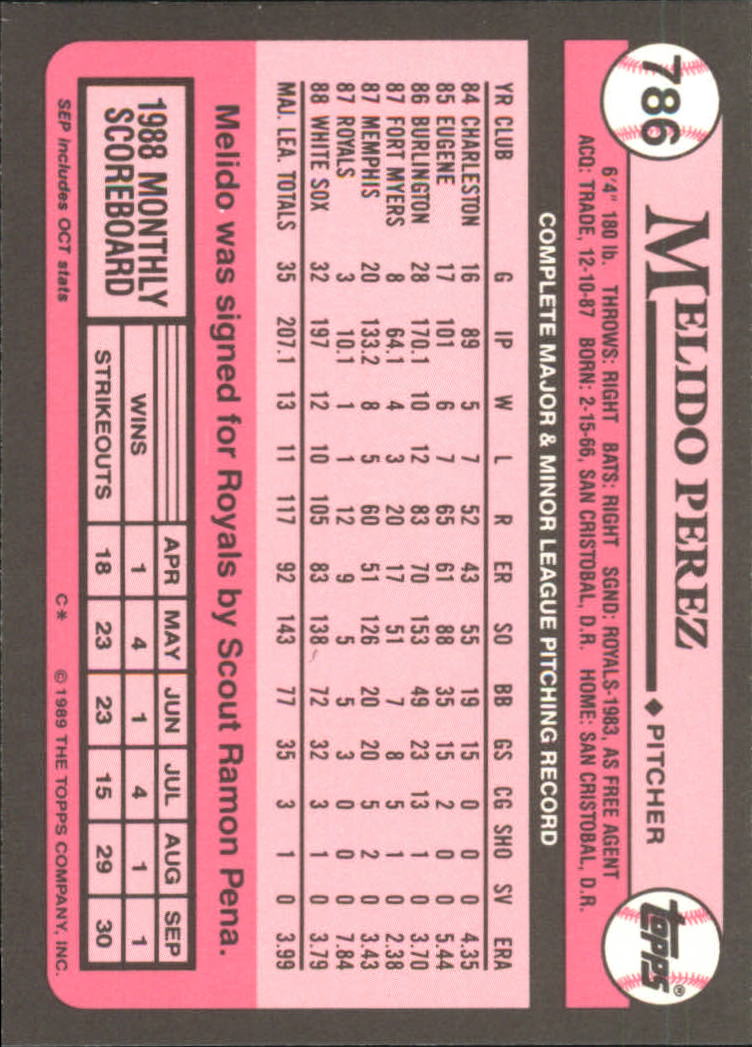 786
MELIDO PEREZ ◆ PITCHER
topps®
6'4" 180 lb. THROWS: RIGHT BATS: RIGHT SGND: ROYALS-1983, AS FREE AGENT
ACQ: TRADE, 12-10-87 BORN: 2-15-66, SAN CRISTOBAL, D.R. HOME: SAN CRISTOBAL, D.R.
COMPLETE MAJOR & MINOR LEAGUE PITCHING RECORD
YR CLUB G IP W L R ER SO BB GS CG SHO SV ERA
84 CHARLESTON 16 89 5 7 52 43 55 19 15 0 0 0 4.35
85 EUGENE 17 101 6 7 65 61 88 35 15 2 0 0 5.44
86 BURLINGTON 28 170.1 10 12 83 70 153 49 23 13 1 0 3.70
87 FORT MYERS 8 64.1 4 3 20 17 51 7 8 5 1 0 2.38
87 MEMPHIS 20 133.2 8 5 60 51 126 20 20 5 2 0 3.43
87 ROYALS 3 10.1 1 1 12 9 5 5 3 0 0 0 7.84
88 WHITE SOX 32 197 12 10 105 83 138 72 32 3 1 0 3.79
MAJ. LEA. TOTALS 35 207.1 13 11 117 92 143 77 35 3 1 0 3.99
Melido was signed for Royals by Scout Ramon Pena.
1988 MONTHLY
SCOREBOARD
APR MAY JUN JUL AUG SEP
WINS 1 4 1 4 1 1
STRIKEOUTS 18 23 23 15 29 30
SEP includes OCT stats C* © 1989 THE TOPPS COMPANY, INC.